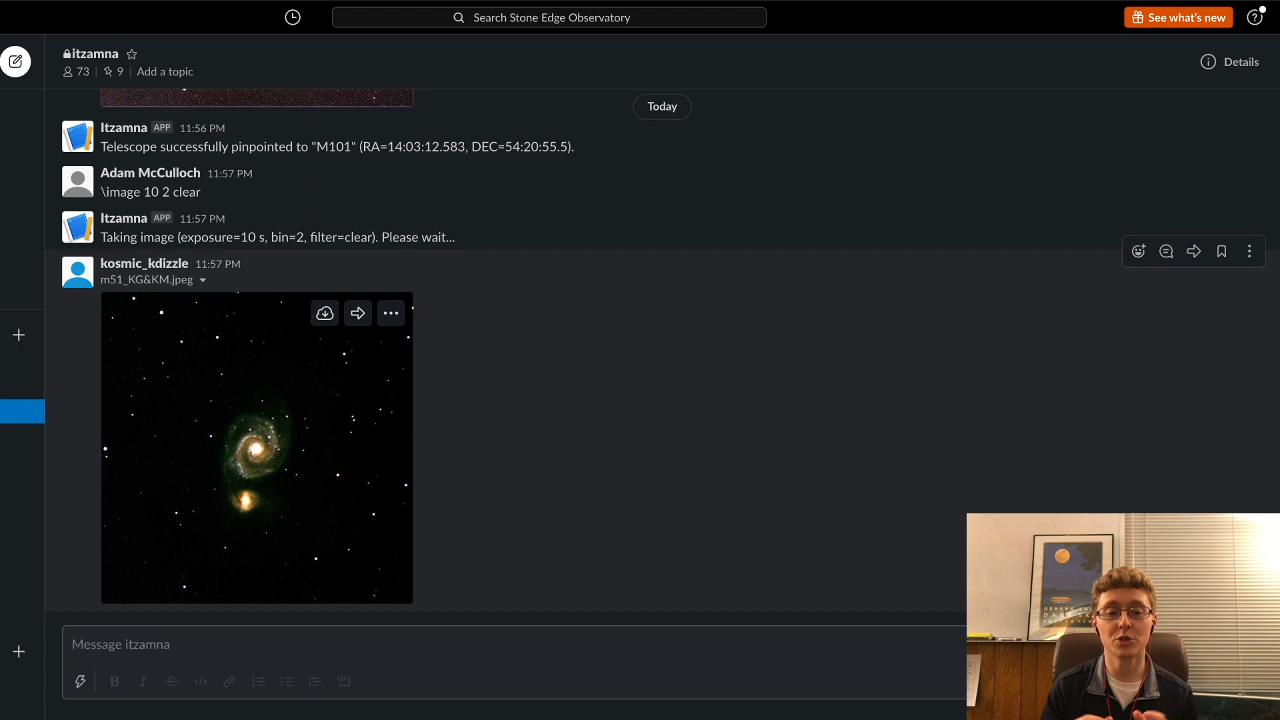 Search Stone Edge Observatory
See what's new
itzamna
73 | 9 | Add a topic
Details
Today
Itzamna APP 11:56 PM
Telescope successfully pinpointed to "M101" (RA=14:03:12.583, DEC=54:20:55.5).
Adam McCulloch 11:57 PM
\image 10 2 clear
Itzamna APP 11:57 PM
Taking image (exposure=10 s, bin=2, filter=clear). Please wait...
kosmic_kdizzle 11:57 PM
m51_KG&KM.jpeg
Message itzamna